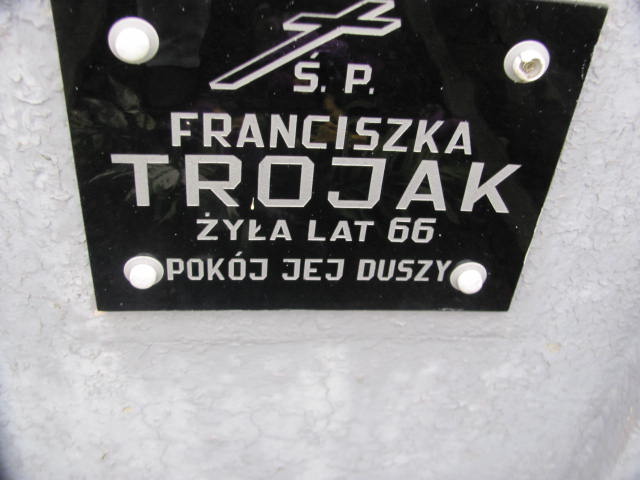 Ś. P.
FRANCISZKA
TROJAK
ŻYŁA LAT 66
POKÓJ JEJ DUSZY